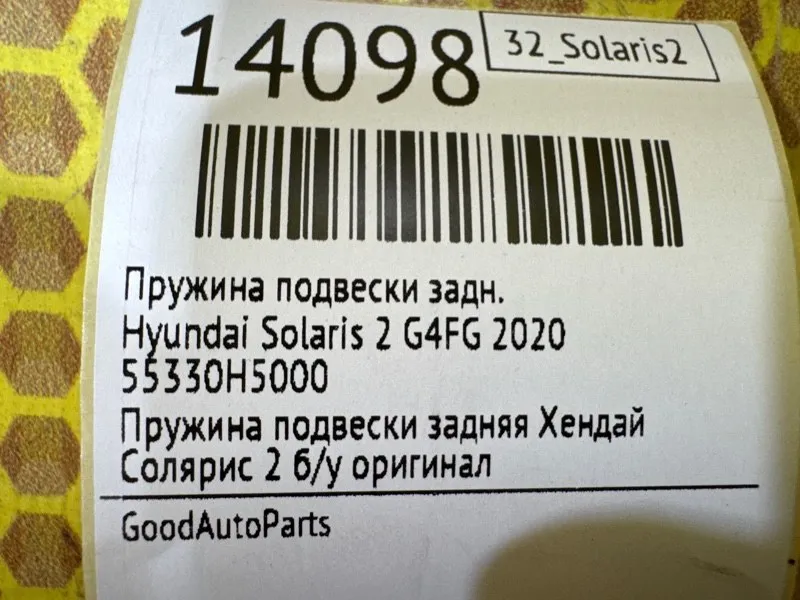 14098
32_Solaris2
Пружина подвески задн.
Hyundai Solaris 2 G4FG 2020
55330H5000
Пружина подвески задняя Хендай
Солярис 2 б/у оригинал
GoodAutoParts